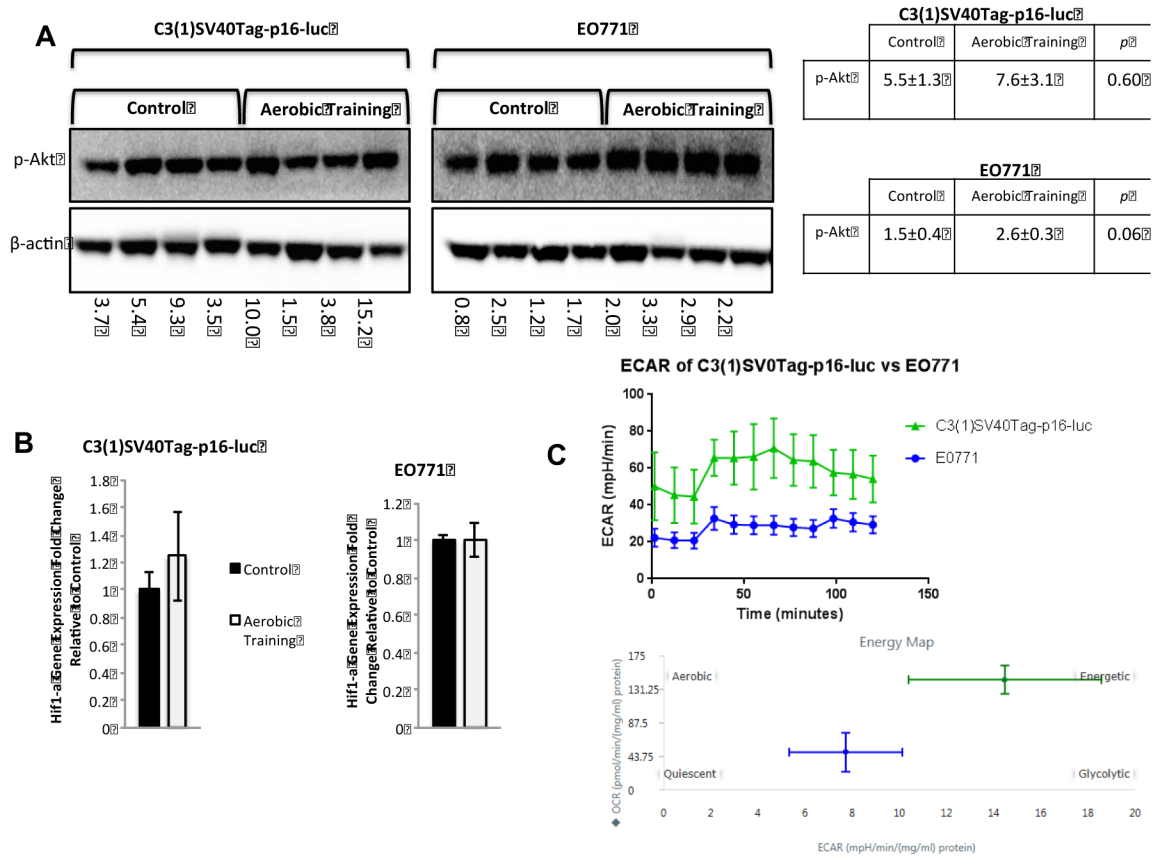 A
C3(1)SV40Tag-p16-luc
Control
Aerobic Training
EO771
Control
Aerobic Training
p-Akt
β-actin
3.7
5.4
9.3
3.5
10.0
1.5
3.8
15.2
0.8
2.5
1.2
1.7
2.0
3.3
2.9
2.2
C3(1)SV40Tag-p16-luc
Control Aerobic Training p
p-Akt 5.5±1.3 7.6±3.1 0.60
EO771
Control Aerobic Training p
p-Akt 1.5±0.4 2.6±0.3 0.06
B
C3(1)SV40Tag-p16-luc
Hif1-a Gene Expression Fold Change
Relative to Control
1.8
1.6
1.4
1.2
1
0.8
0.6
0.4
0.2
0
Control
Aerobic
Training
EO771
Hif1-a Gene Expression Fold
Change Relative to Control
1.2
1
0.8
0.6
0.4
0.2
0
C
ECAR of C3(1)SV0Tag-p16-luc vs EO771
ECAR (mpH/min)
100
80
60
40
20
0
0 50 100 150
Time (minutes)
C3(1)SV40Tag-p16-luc
E0771
Energy Map
OCR (pmol/min/(mg/ml) protein)
175
131.25
87.5
43.75
0
Aerobic
Energetic
Quiescent
Glycolytic
0 2 4 6 8 10 12 14 16 18 20
ECAR (mpH/min/(mg/ml) protein)